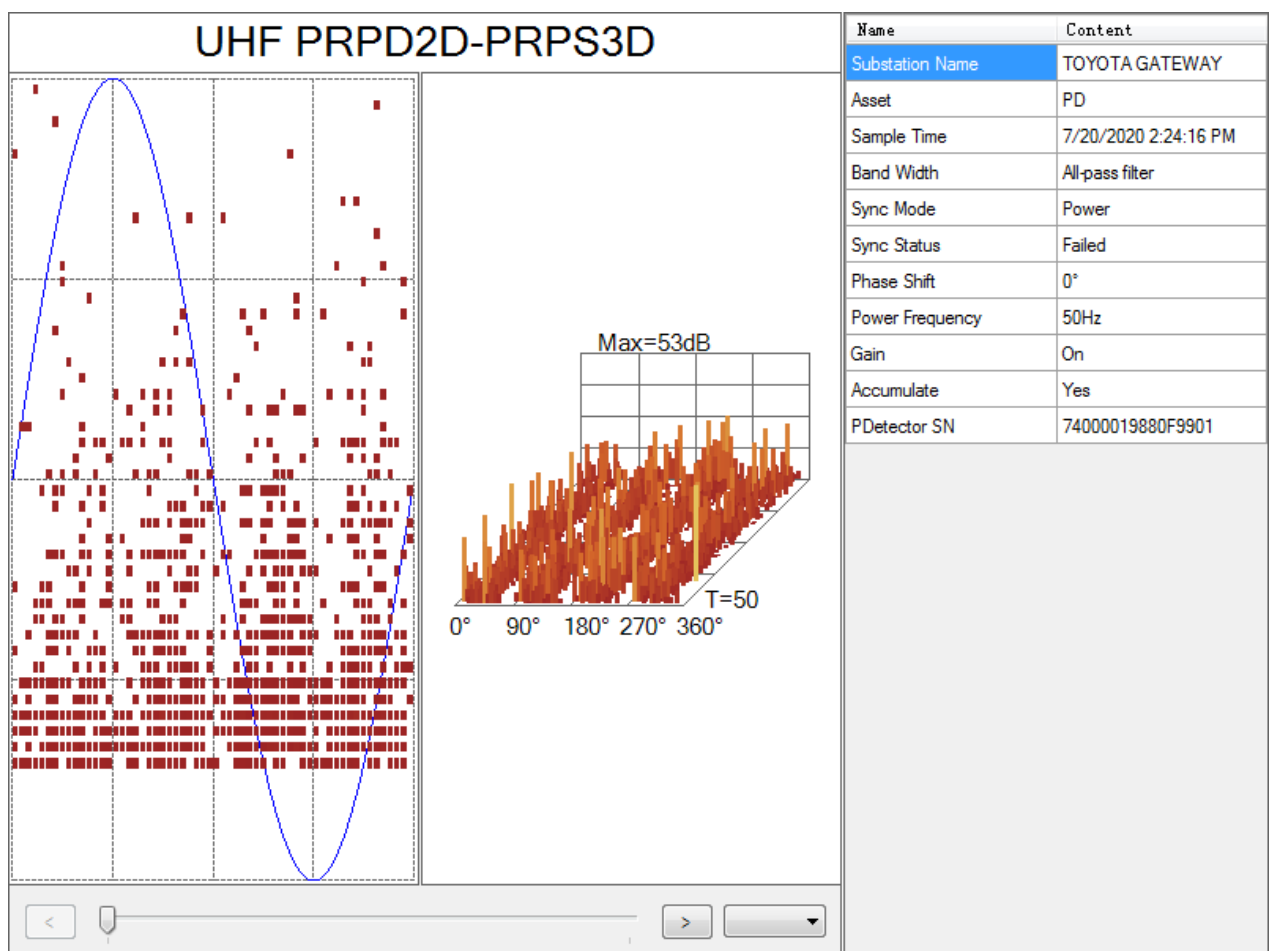 UHF PRPD2D-PRPS3D
Max=53dB
T=50
0° 90° 180° 270° 360°
< >
Name Content
Substation Name TOYOTA GATEWAY
Asset PD
Sample Time 7/20/2020 2:24:16 PM
Band Width All-pass filter
Sync Mode Power
Sync Status Failed
Phase Shift 0°
Power Frequency 50Hz
Gain On
Accumulate Yes
PDetector SN 74000019880F9901